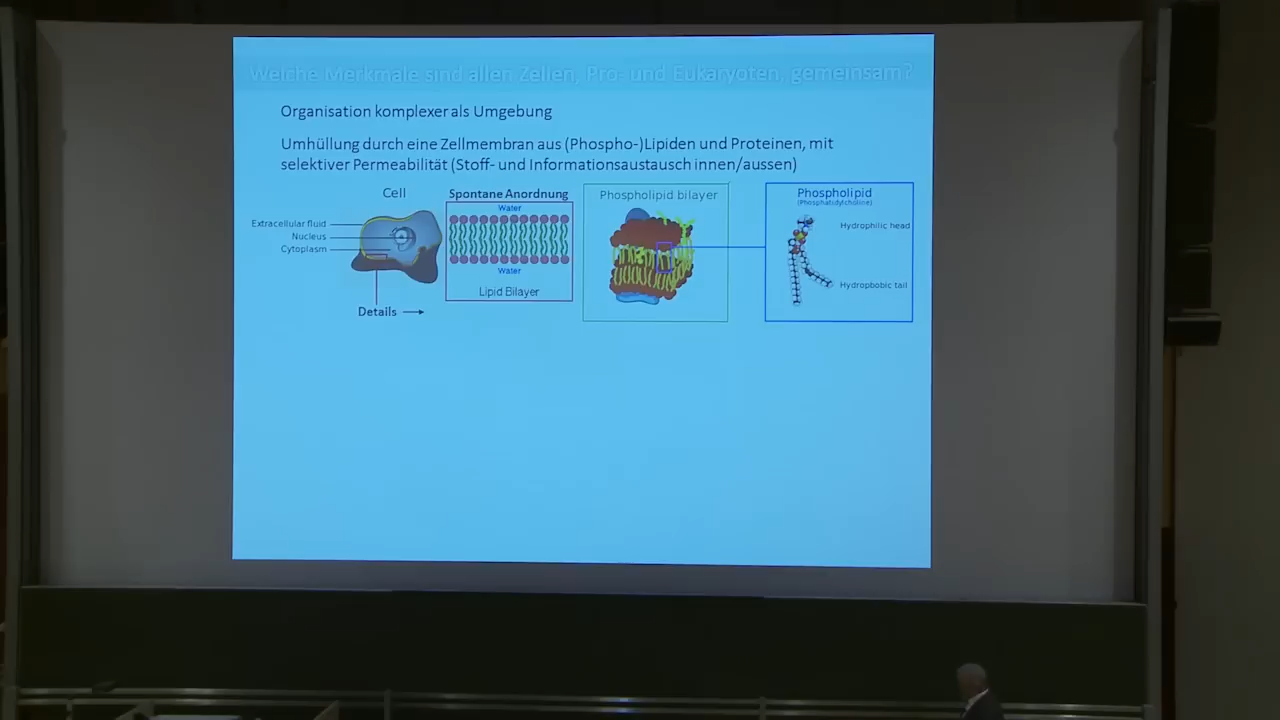 Welche Merkmale sind allen Zellen, Pro- und Eukaryoten, gemeinsam?
Organisation komplexer als Umgebung
Umhüllung durch eine Zellmembran aus (Phospho-)Lipiden und Proteinen, mit
selektiver Permeabilität (Stoff- und Informationsaustausch innen/aussen)
Cell
Extracellular fluid
Nucleus
Cytoplasm
Details
Spontane Anordnung
Water
Water
Lipid Bilayer
Phospholipid bilayer
Phospholipid
(Phosphatidylcholine)
Hydrophilic head
Hydrophobic tail